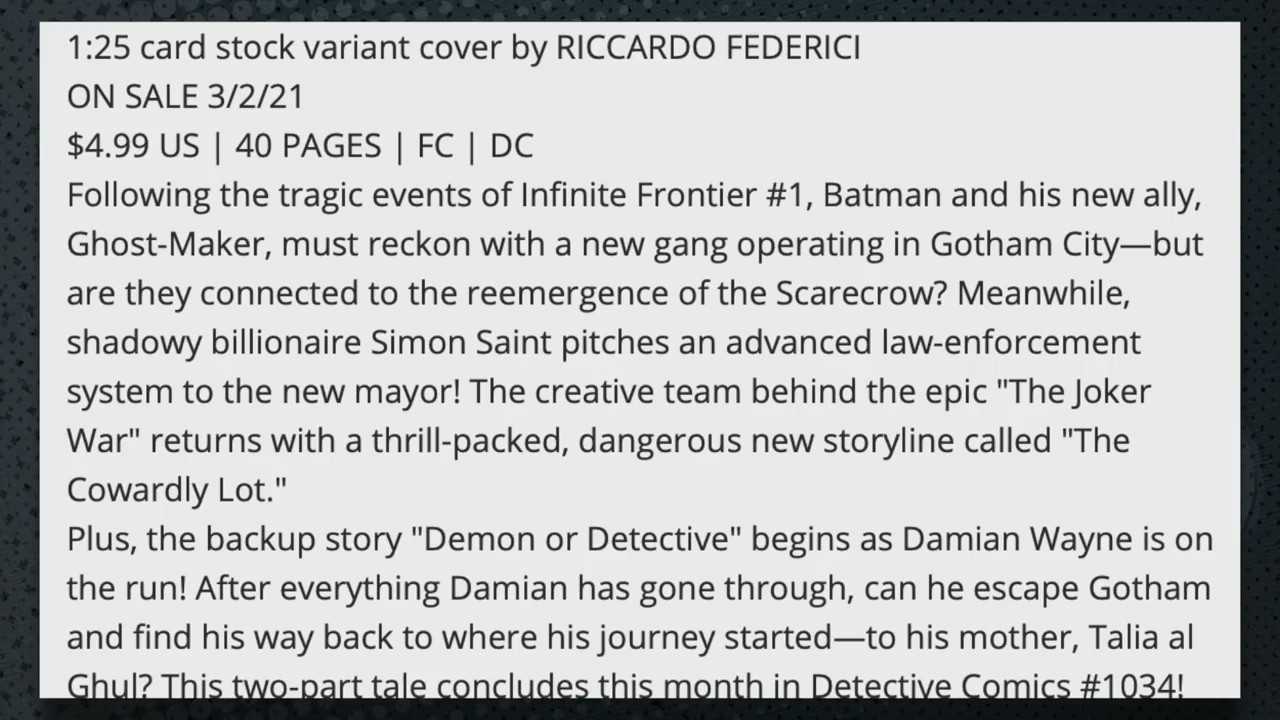 1:25 card stock variant cover by RICCARDO FEDERICI
ON SALE 3/2/21
$4.99 US | 40 PAGES | FC | DC
Following the tragic events of Infinite Frontier #1, Batman and his new ally,
Ghost-Maker, must reckon with a new gang operating in Gotham City—but
are they connected to the reemergence of the Scarecrow? Meanwhile,
shadowy billionaire Simon Saint pitches an advanced law-enforcement
system to the new mayor! The creative team behind the epic "The Joker
War" returns with a thrill-packed, dangerous new storyline called "The
Cowardly Lot."
Plus, the backup story "Demon or Detective" begins as Damian Wayne is on
the run! After everything Damian has gone through, can he escape Gotham
and find his way back to where his journey started—to his mother, Talia al
Ghul? This two-part tale concludes this month in Detective Comics #1034!